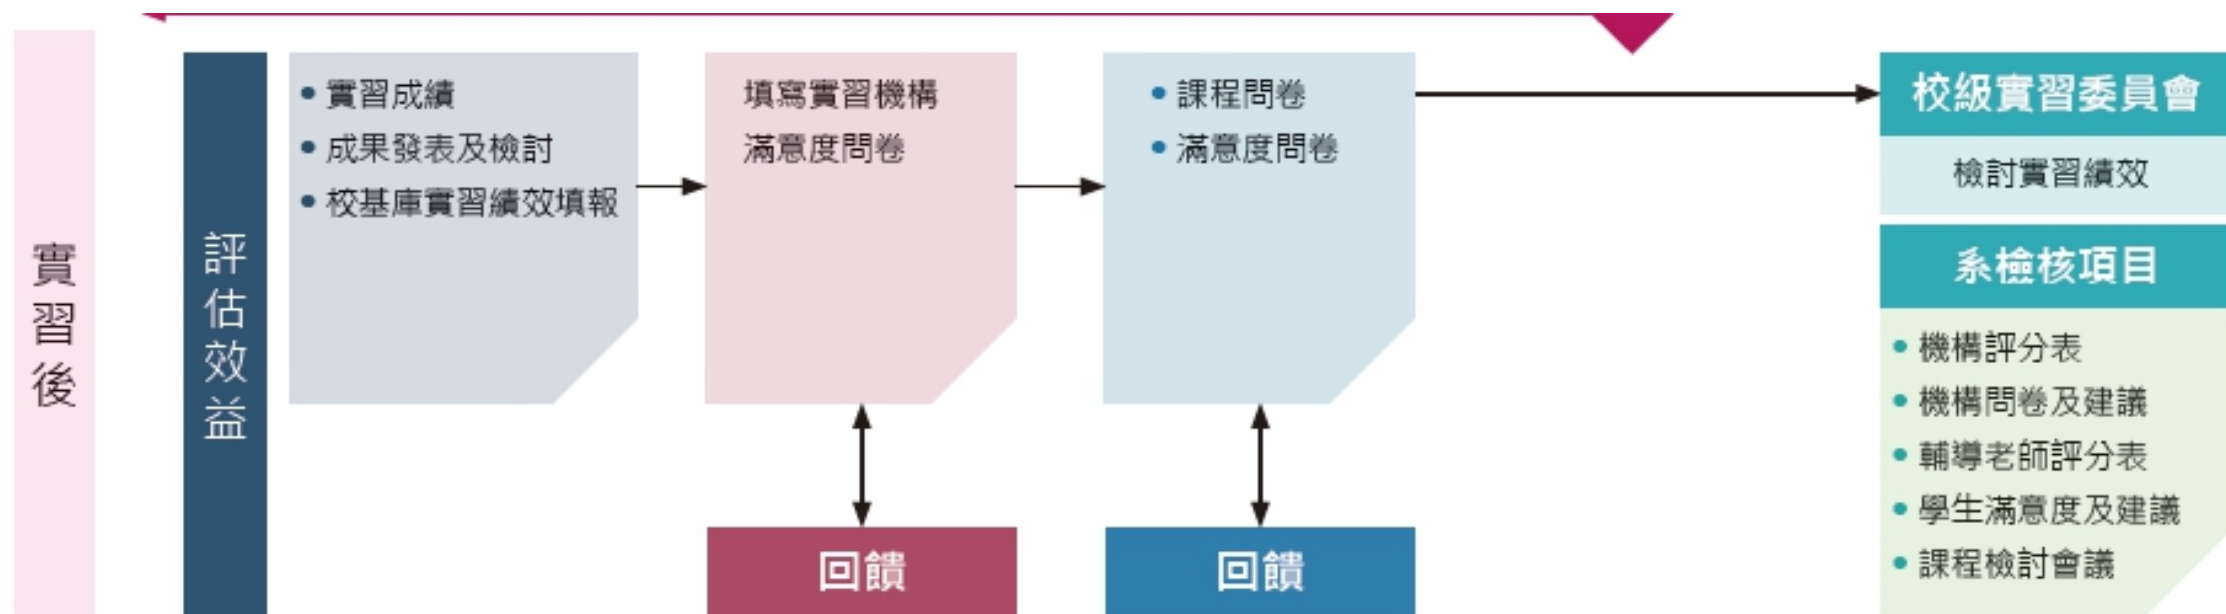 實習後
評估效益
實習成績
成果發表及檢討
校基庫實習績效填報
填寫實習機構
滿意度問卷
課程問卷
滿意度問卷
回饋
回饋
校級實習委員會
檢討實習績效
系檢核項目
機構評分表
機構問卷及建議
輔導老師評分表
學生滿意度及建議
課程檢討會議